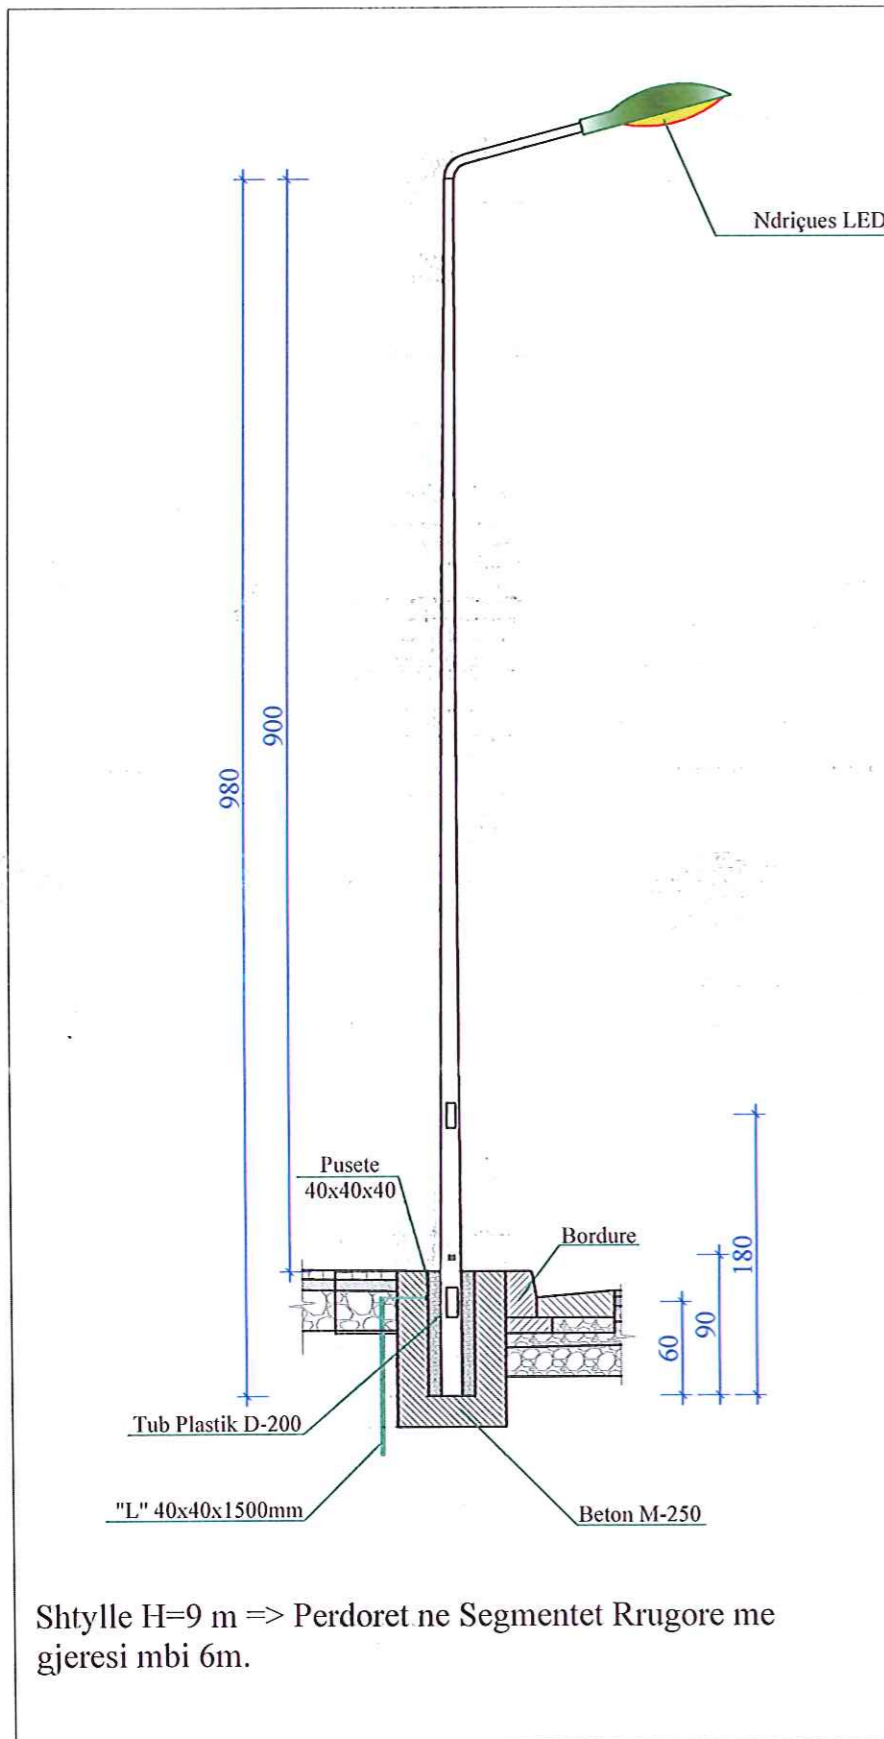 Ndriçues LED
900
980
Pusete
40x40x40
Bordure
180
90
60
Tub Plastik D-200
"L" 40x40x1500mm
Beton M-250
Shtylle H=9 m => Perdoret ne Segmentet Rrugore me
gjeresi mbi 6m.